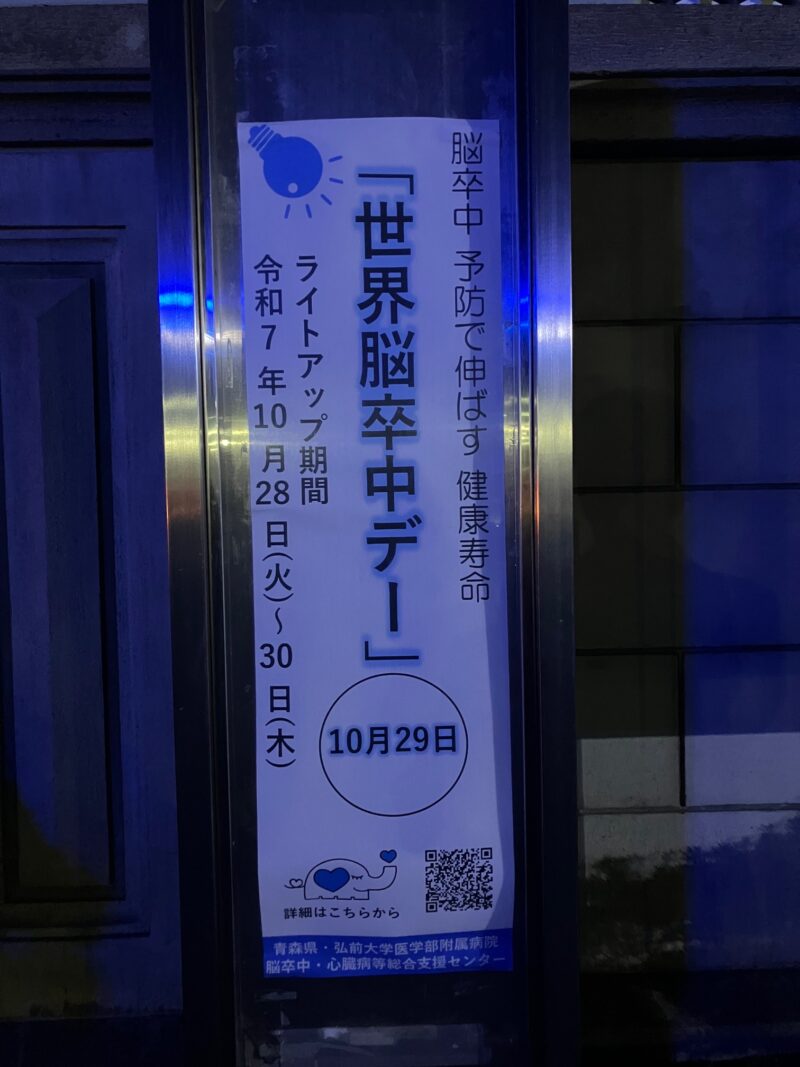 脳卒中 予防で伸ばす 健康寿命
「世界脳卒中デー」
10月29日
ライトアップ期間
令和7年10月28日(火)～30日(木)
詳細はこちらから
青森県・弘前大学医学部附属病院
脳卒中・心臓病等総合支援センター